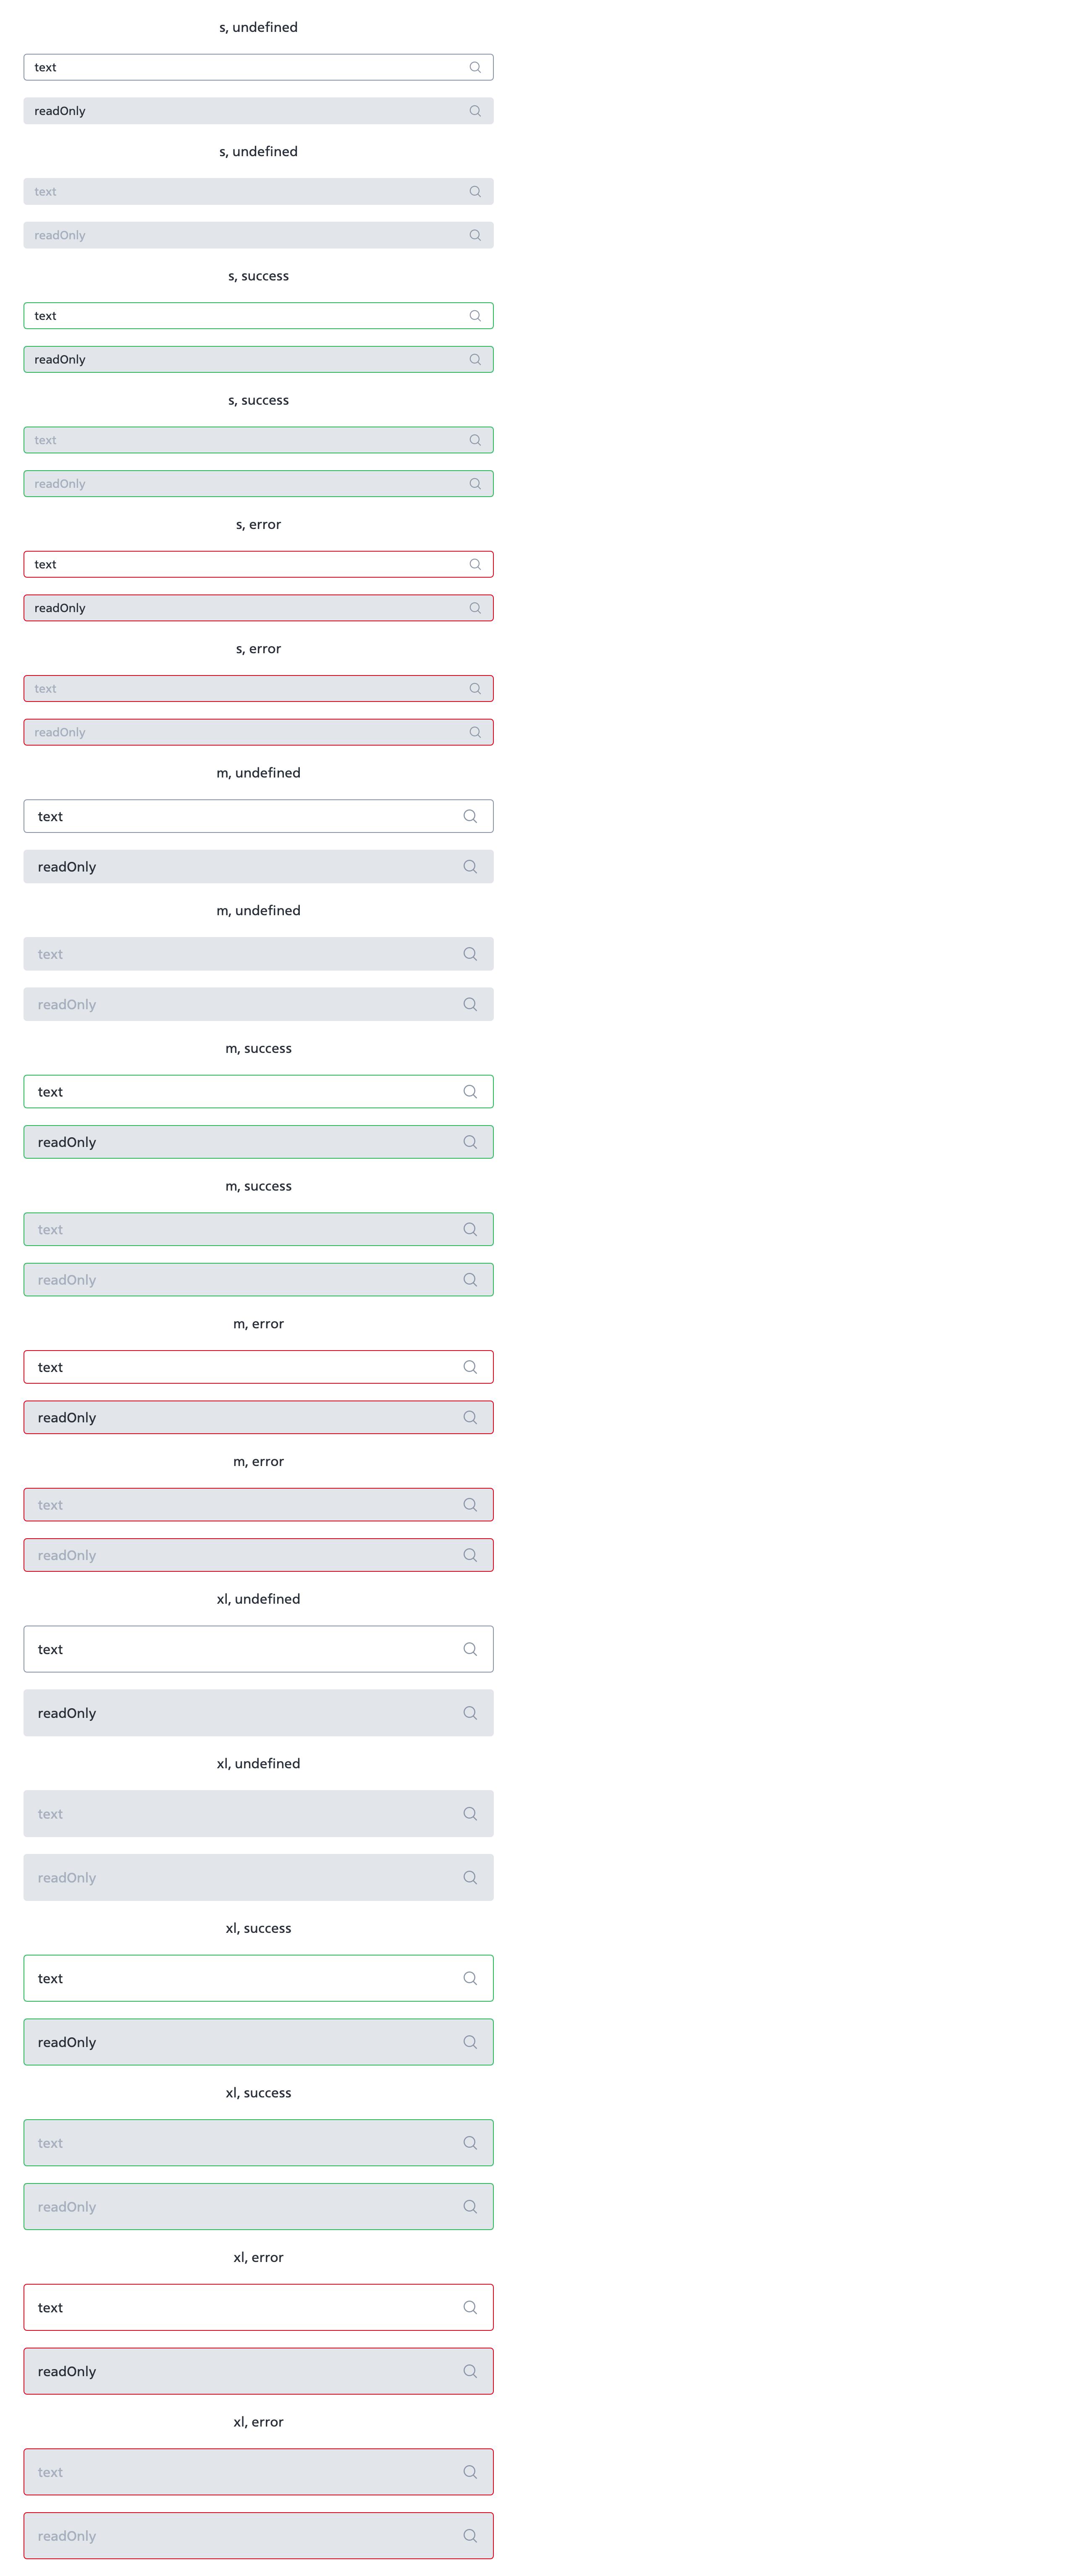 s, undefined
text
readOnly
s, undefined
text
readOnly
s, success
text
readOnly
s, success
text
readOnly
s, error
text
readOnly
s, error
text
readOnly
m, undefined
text
readOnly
m, undefined
text
readOnly
m, success
text
readOnly
m, success
text
readOnly
m, error
text
readOnly
m, error
text
readOnly
xl, undefined
text
readOnly
xl, undefined
text
readOnly
xl, success
text
readOnly
xl, success
text
readOnly
xl, error
text
readOnly
xl, error
text
readOnly